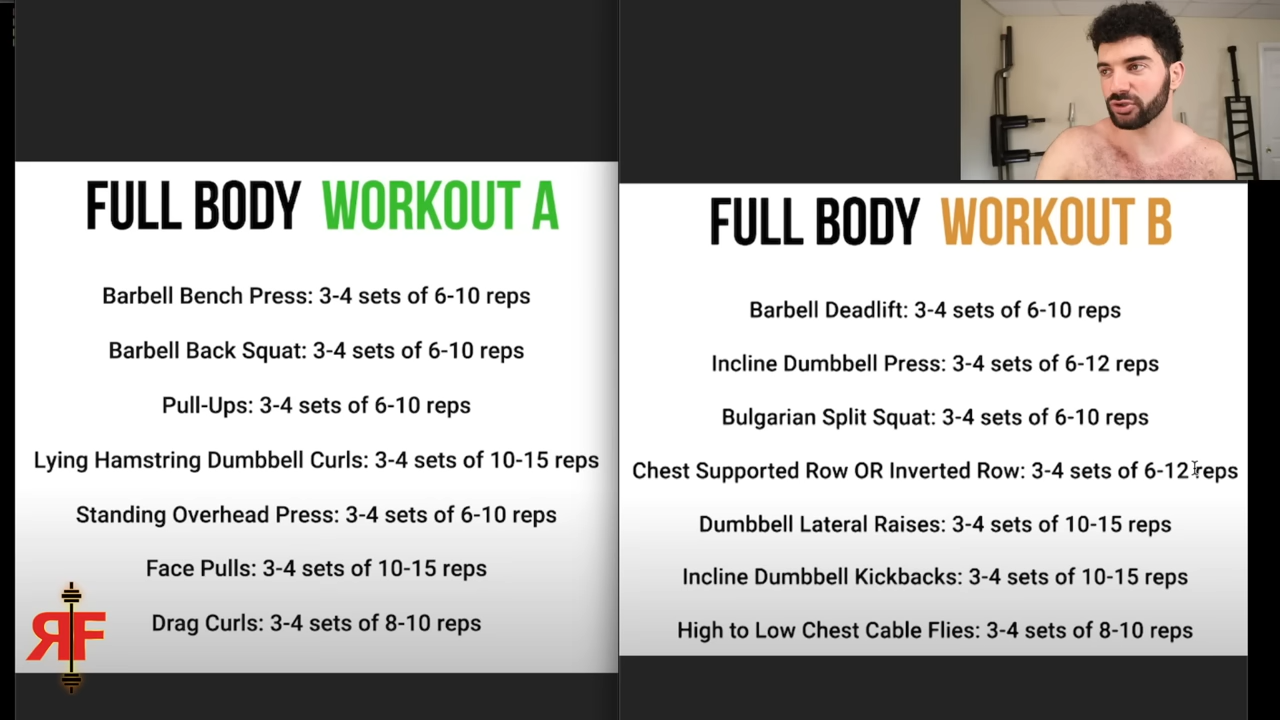 FULL BODY WORKOUT A
Barbell Bench Press: 3-4 sets of 6-10 reps
Barbell Back Squat: 3-4 sets of 6-10 reps
Pull-Ups: 3-4 sets of 6-10 reps
Lying Hamstring Dumbbell Curls: 3-4 sets of 10-15 reps
Standing Overhead Press: 3-4 sets of 6-10 reps
Face Pulls: 3-4 sets of 10-15 reps
Drag Curls: 3-4 sets of 8-10 reps
RF
FULL BODY WORKOUT B
Barbell Deadlift: 3-4 sets of 6-10 reps
Incline Dumbbell Press: 3-4 sets of 6-12 reps
Bulgarian Split Squat: 3-4 sets of 6-10 reps
Chest Supported Row OR Inverted Row: 3-4 sets of 6-12 reps
Dumbbell Lateral Raises: 3-4 sets of 10-15 reps
Incline Dumbbell Kickbacks: 3-4 sets of 10-15 reps
High to Low Chest Cable Flies: 3-4 sets of 8-10 reps